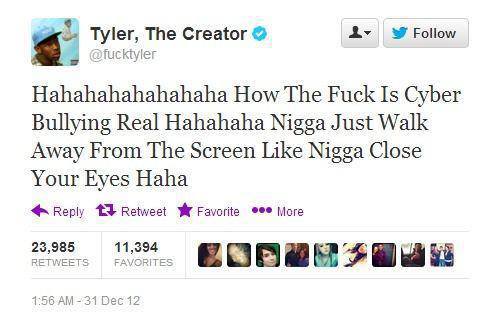 Tyler, The Creator
Follow
@fucktyler
Hahahahahahahaha How The Fuck Is Cyber
Bullying Real Hahahaha Nigga Just Walk
Away From The Screen Like Nigga Close
Your Eyes Haha
Reply Retweet Favorite More
23,985 11,394
RETWEETS FAVORITES
1:56 AM - 31 Dec 12